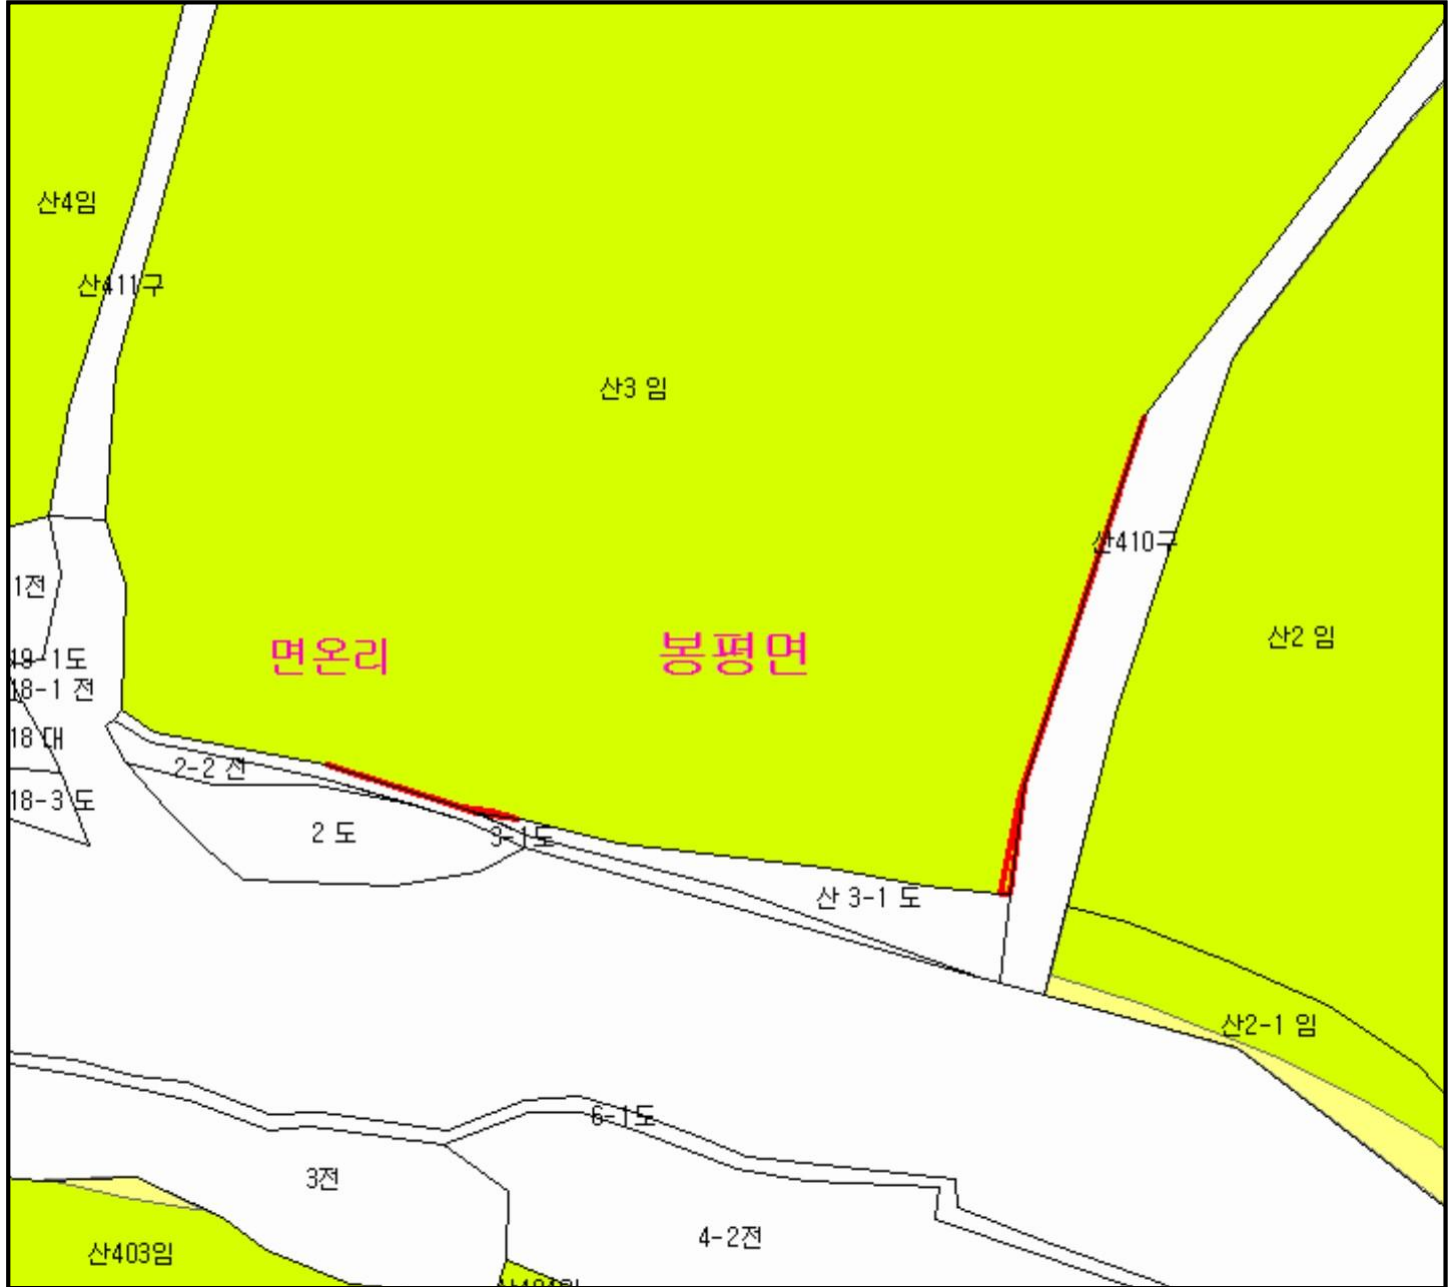 산4임
산411구
산3 임
산410구
1전
산2 임
면온리
봉평면
49-1도
18-1 전
18 대
2-2 전
18-3 도
2 도
3-1도
산 3-1 도
산2-1 임
6-1도
3전
4-2전
산403임